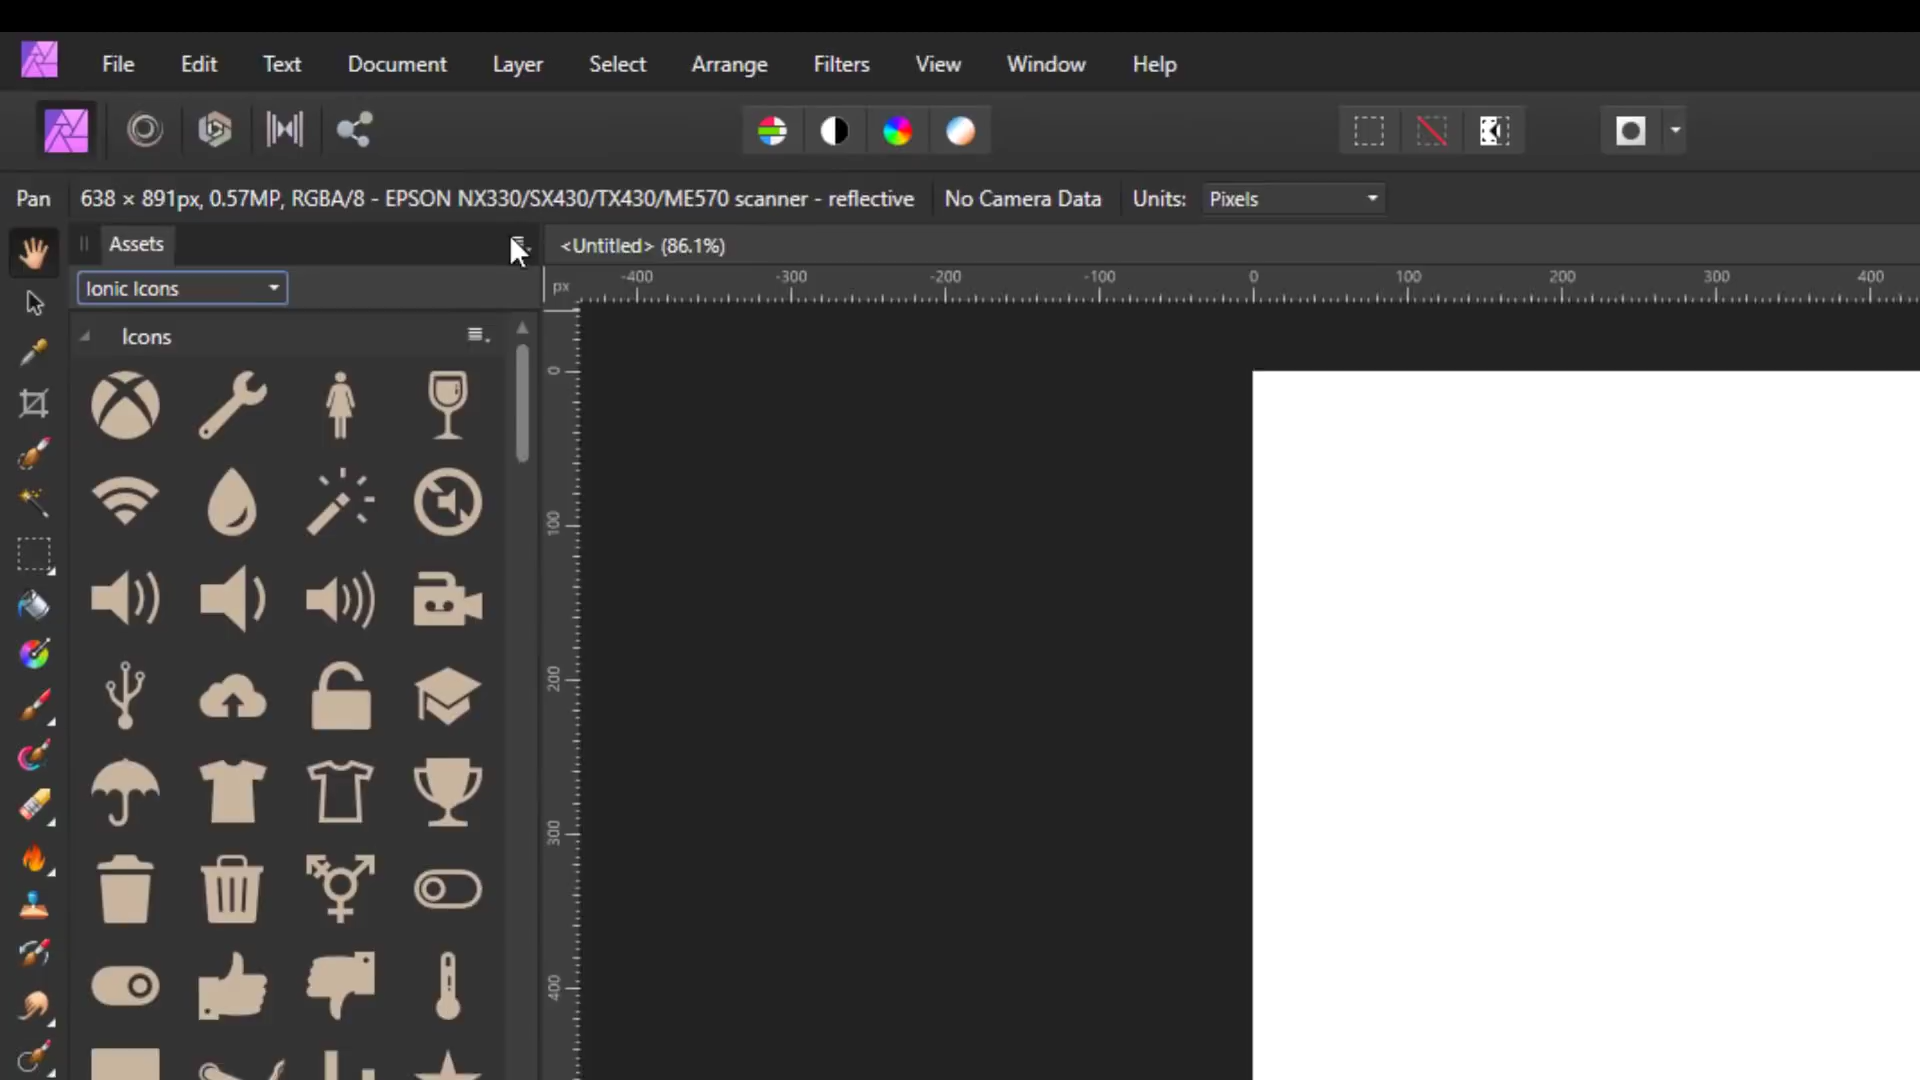 File Edit Text Document Layer Select Arrange Filters View Window Help
Pan 638 × 891px, 0.57MP, RGBA/8 - EPSON NX330/SX430/TX430/ME570 scanner - reflective No Camera Data Units: Pixels
Assets
<Untitled> (86.1%)
Ionic Icons
px -400 -300 -200 -100 0 100 200 300 400
Icons
0
100
200
300
400